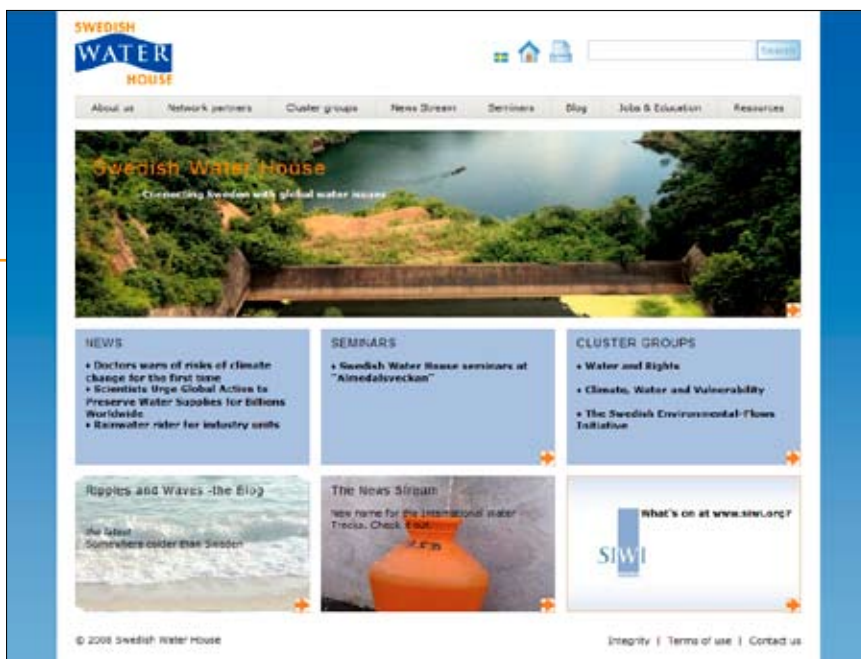 SWEDISH
WATER
HOUSE
Search
About us Network partners Cluster groups News Stream Seminars Blog Jobs & Education Resources
Swedish Water House
Connecting Sweden with global water issues
NEWS
• Doctors warn of risks of climate
change for the first time
• Scientists Urge Global Action to
Preserve Water Supplies for Billions
Worldwide
• Rainwater rider for industry units
SEMINARS
• Swedish Water House seminars at
"Almedalsveckan"
CLUSTER GROUPS
• Water and Rights
• Climate, Water and Vulnerability
• The Swedish Environmental-Flows
Initiative
Ripples and Waves -the Blog
the latest
Somewhere colder than Sweden
The News Stream
New name for the International Water
Tracks. Check it out.
What's on at www.siwi.org?
SIWI
© 2008 Swedish Water House
Integrity | Terms of use | Contact us